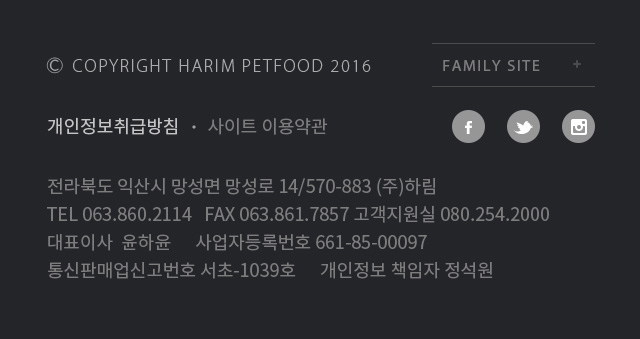 © COPYRIGHT HARIM PETFOOD 2016
FAMILY SITE +
개인정보취급방침 · 사이트 이용약관
전라북도 익산시 망성면 망성로 14/570-883 (주)하림
TEL 063.860.2114 FAX 063.861.7857 고객지원실 080.254.2000
대표이사 윤하윤 사업자등록번호 661-85-00097
통신판매업신고번호 서초-1039호 개인정보 책임자 정석원